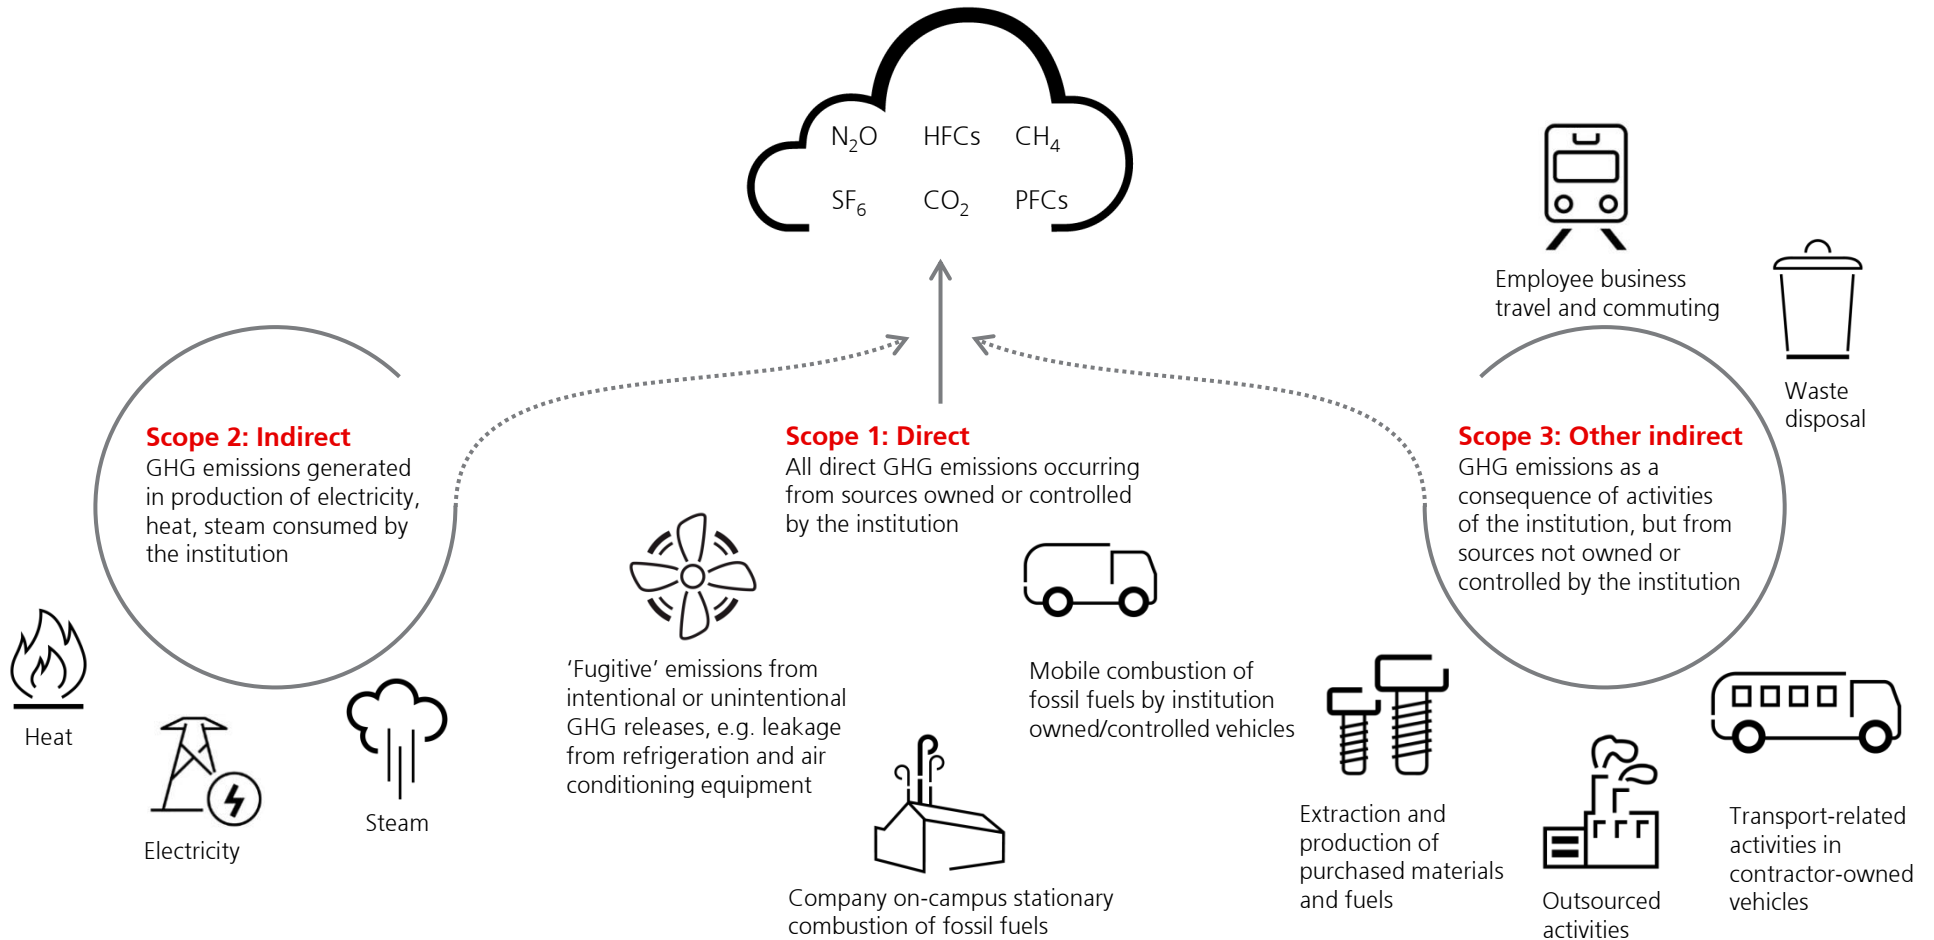 N₂O HFCs CH₄
SF₆ CO₂ PFCs
Scope 2: Indirect
GHG emissions generated
in production of electricity,
heat, steam consumed by
the institution
Heat
Electricity
Steam
Scope 1: Direct
All direct GHG emissions occurring
from sources owned or controlled
by the institution
‘Fugitive’ emissions from
intentional or unintentional
GHG releases, e.g. leakage
from refrigeration and air
conditioning equipment
Mobile combustion of
fossil fuels by institution
owned/controlled vehicles
Company on-campus stationary
combustion of fossil fuels
Employee business
travel and commuting
Waste
disposal
Scope 3: Other indirect
GHG emissions as a
consequence of activities
of the institution, but from
sources not owned or
controlled by the institution
Extraction and
production of
purchased materials
and fuels
Outsourced
activities
Transport-related
activities in
contractor-owned
vehicles